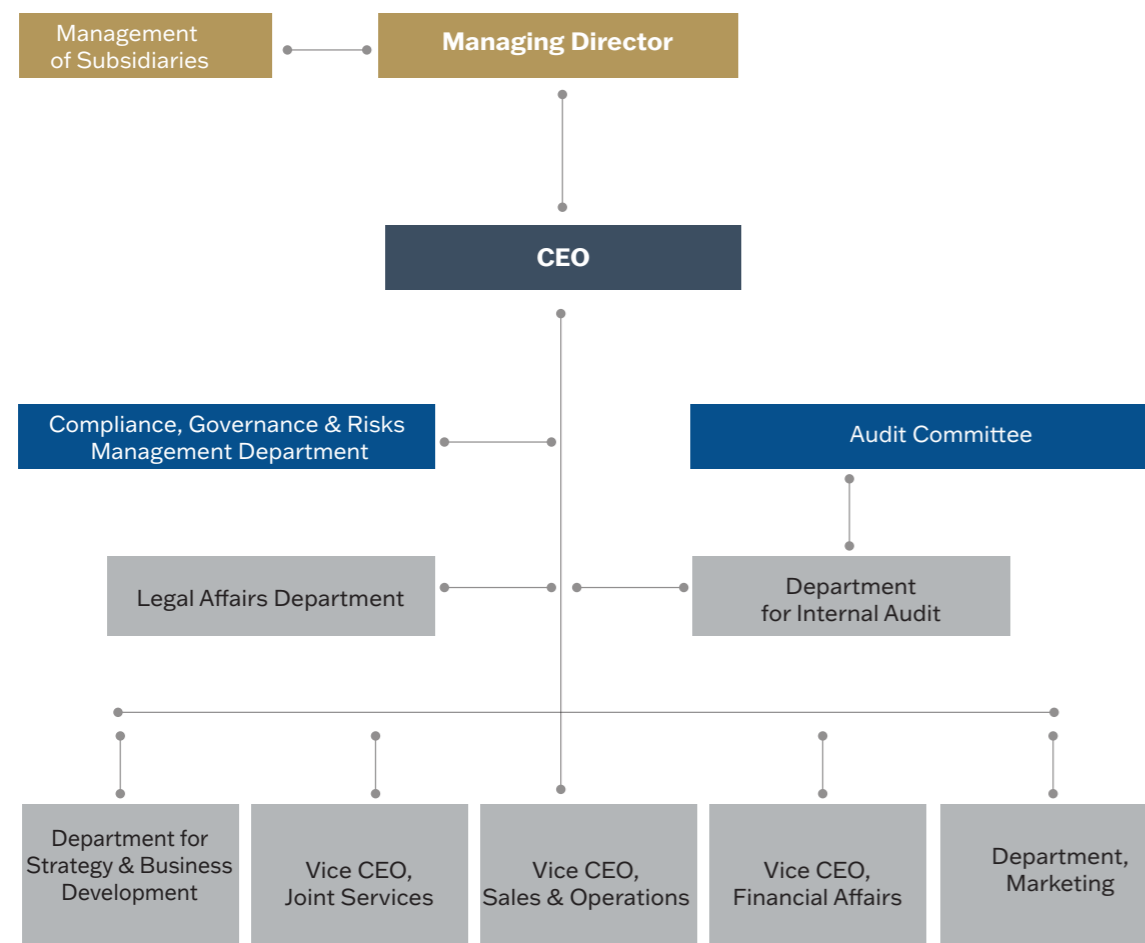 Management
of Subsidiaries
Managing Director
CEO
Compliance, Governance & Risks
Management Department
Audit Committee
Legal Affairs Department
Department
for Internal Audit
Department for
Strategy & Business
Development
Vice CEO,
Joint Services
Vice CEO,
Sales & Operations
Vice CEO,
Financial Affairs
Department,
Marketing